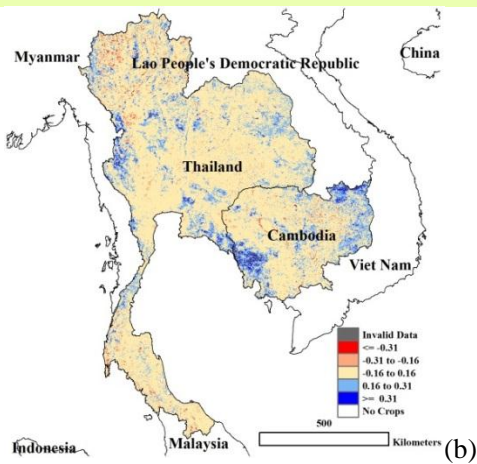 Myanmar
China
Lao People's Democratic Republic
Thailand
Cambodia
Viet Nam
Invalid Data
<= -0.31
-0.31 to -0.16
-0.16 to 0.16
0.16 to 0.31
>= 0.31
No Crops
500
Kilometers
(b)
Indonesia
Malaysia